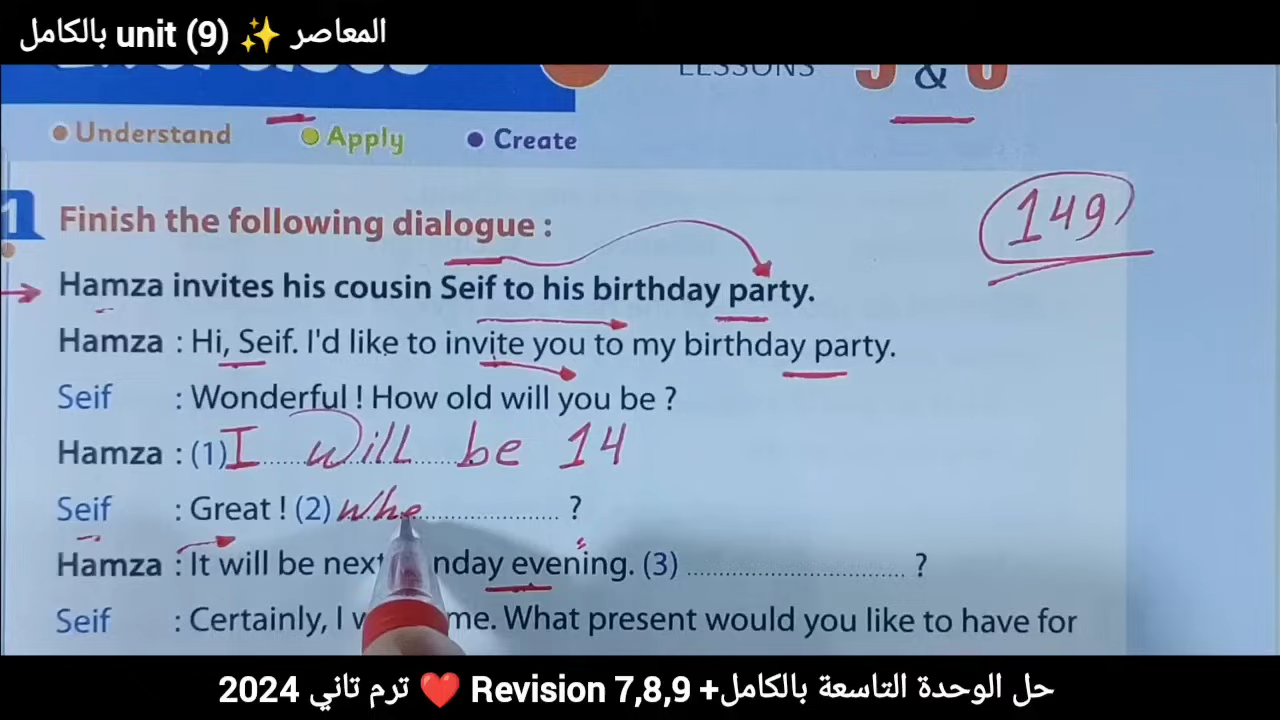 المعاصر ✨ unit (9) بالكامل
LESSONS 5 & 6
Understand Apply Create
149
1 Finish the following dialogue :
Hamza invites his cousin Seif to his birthday party.
Hamza : Hi, Seif. I'd like to invite you to my birthday party.
Seif : Wonderful ! How old will you be ?
Hamza : (1) I will be 14
Seif : Great ! (2) Whe ?
Hamza : It will be next evening. (3) ?
Seif : Certainly, I What present would you like to have for
حل الوحدة التاسعة بالكامل+ Revision 7,8,9 ❤️ ترم تاني 2024